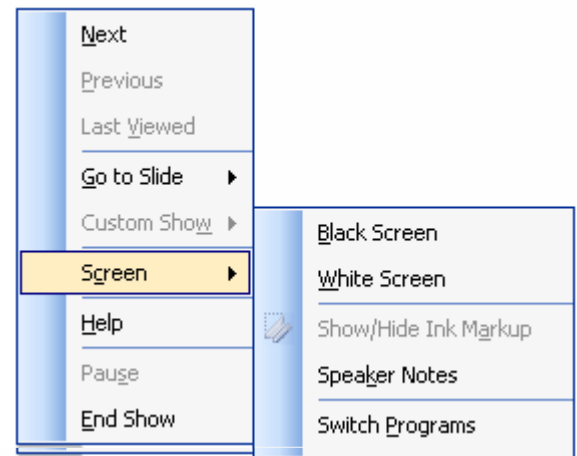 Next
Previous
Last Viewed
Go to Slide
Custom Show
Screen
Help
Pause
End Show
Black Screen
White Screen
Show/Hide Ink Markup
Speaker Notes
Switch Programs